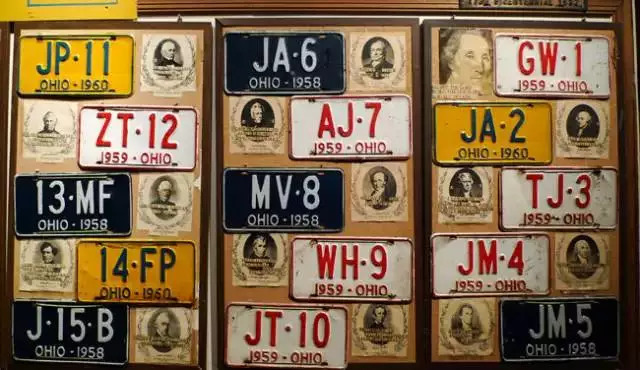 JP·11
OHIO·1960
ZT·12
1959·OHIO
13·MF
OHIO·1958
14·FP
OHIO·1960
J·15·B
OHIO·1958
JA·6
OHIO·1958
AJ·7
1959·OHIO
MV·8
OHIO·1958
WH·9
1959·OHIO
JT·10
1959·OHIO
GW·1
1959·OHIO
JA·2
OHIO·1960
TJ·3
1959·OHIO
JM·4
1959·OHIO
JM·5
OHIO·1958